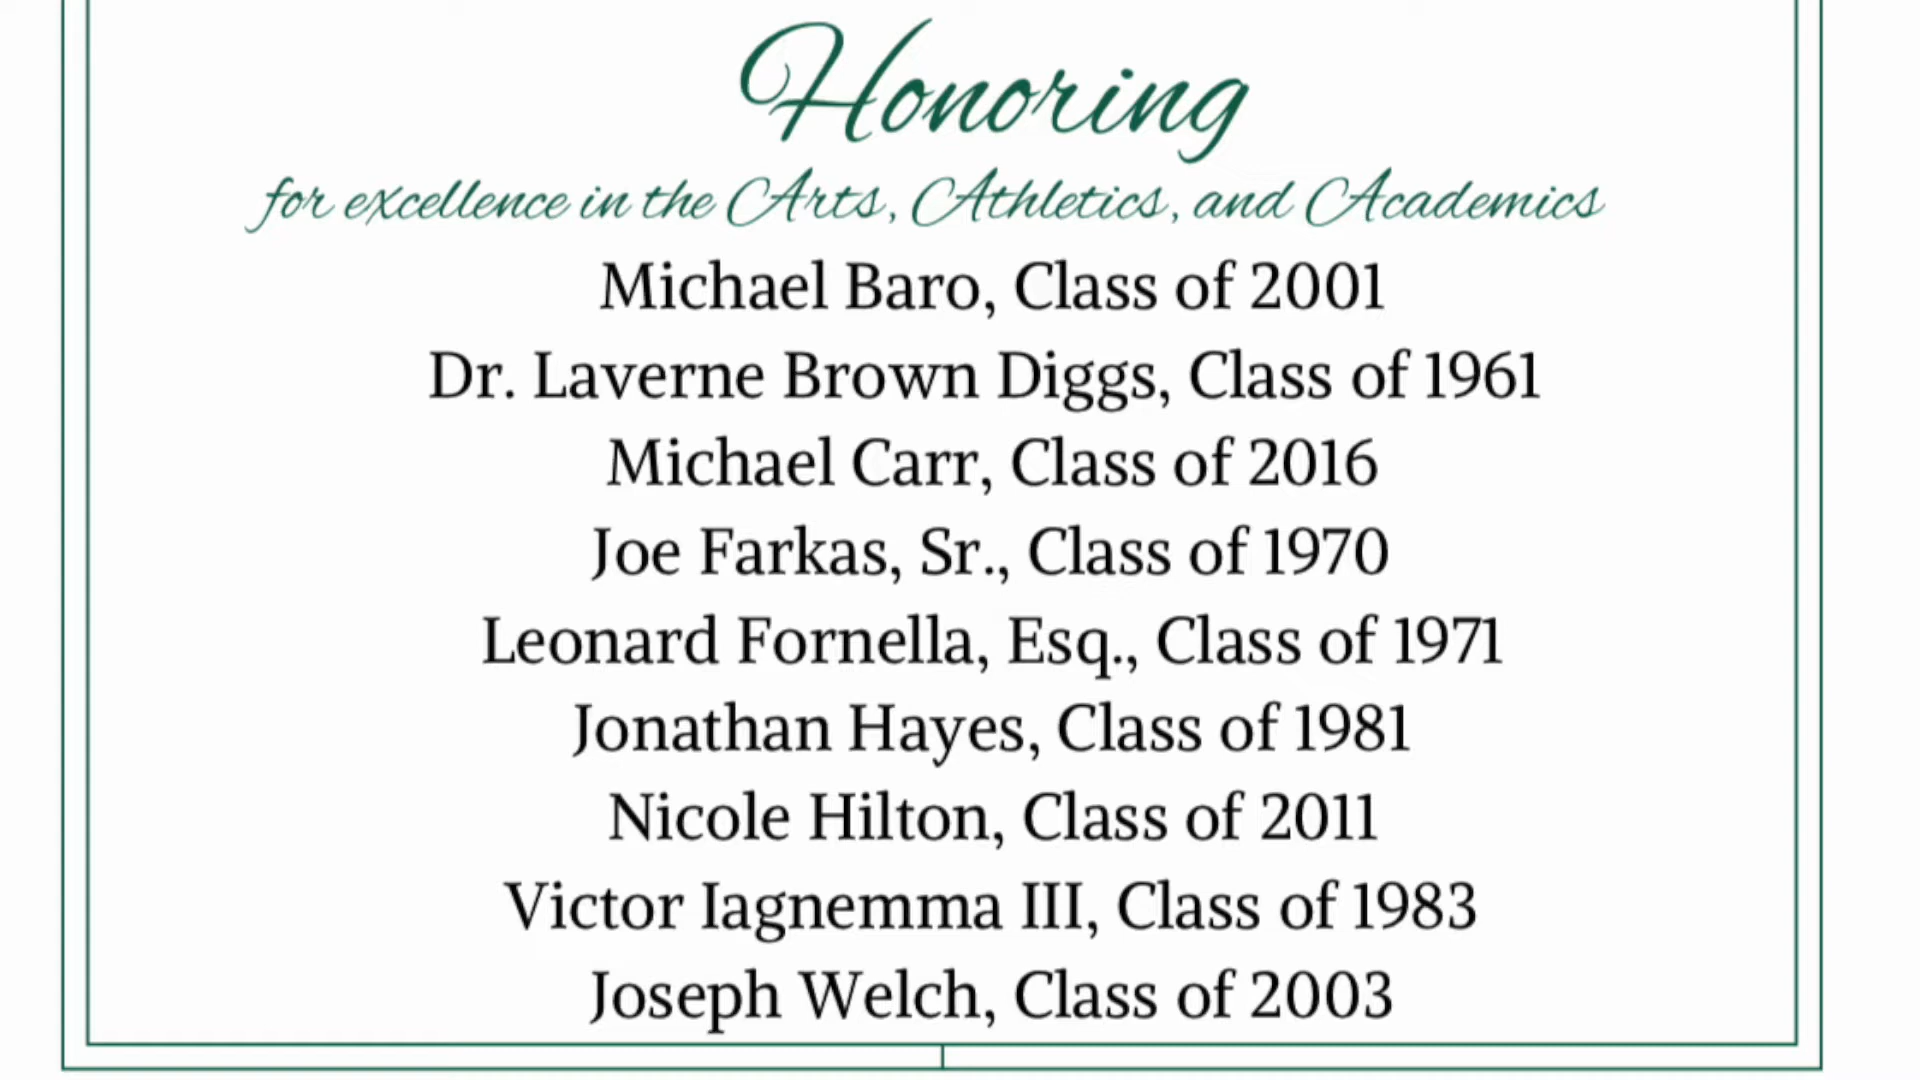 Honoring
for excellence in the Arts, Athletics, and Academics
Michael Baro, Class of 2001
Dr. Laverne Brown Diggs, Class of 1961
Michael Carr, Class of 2016
Joe Farkas, Sr., Class of 1970
Leonard Fornella, Esq., Class of 1971
Jonathan Hayes, Class of 1981
Nicole Hilton, Class of 2011
Victor Iagnemma III, Class of 1983
Joseph Welch, Class of 2003